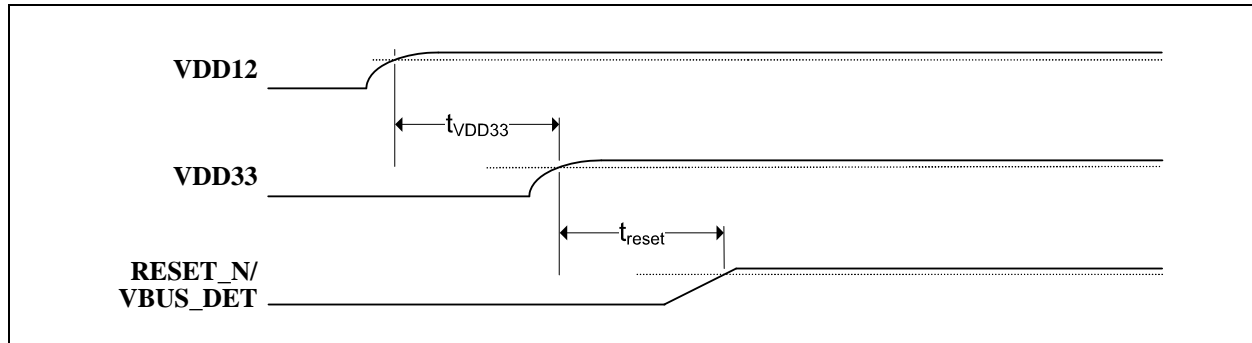 VDD12
tVDD33
VDD33
treset
RESET_N/
VBUS_DET